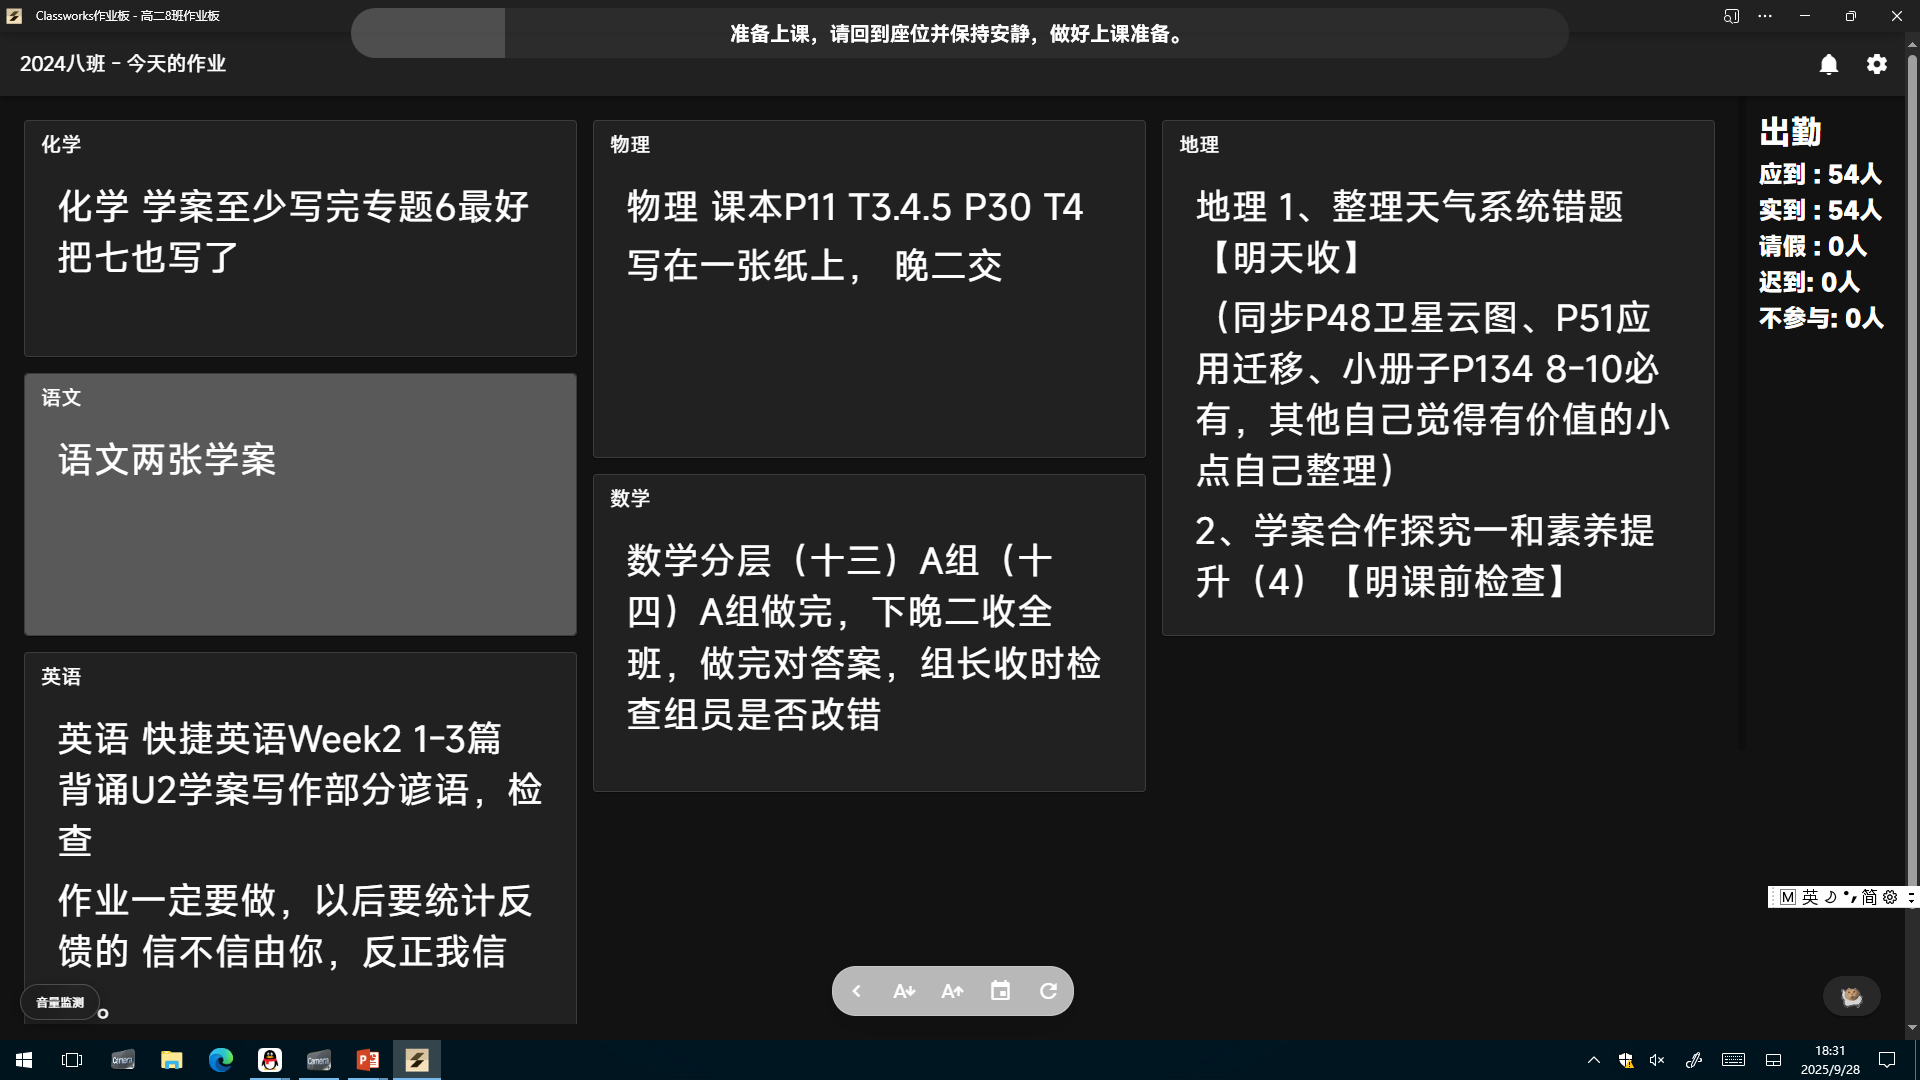 Classworks作业板 - 高二8班作业板
准备上课，请回到座位并保持安静，做好上课准备。
2024八班 - 今天的作业
化学
化学 学案至少写完专题6最好
把七也写了
语文
语文两张学案
英语
英语 快捷英语Week2 1-3篇
背诵U2学案写作部分谚语，检
查
作业一定要做，以后要统计反
馈的 信不信由你，反正我信
。
音量监测
物理
物理 课本P11 T3.4.5 P30 T4
写在一张纸上， 晚二交
数学
数学分层（十三）A组（十
四）A组做完，下晚二收全
班，做完对答案，组长收时检
查组员是否改错
地理
地理 1、整理天气系统错题
【明天收】
（同步P48卫星云图、P51应
用迁移、小册子P134 8-10必
有，其他自己觉得有价值的小
点自己整理）
2、学案合作探究一和素养提
升（4）【明课前检查】
出勤
应到 : 54人
实到 : 54人
请假 : 0人
迟到: 0人
不参与: 0人
M 英 简
A A
Camera Camera P
18:31
2025/9/28